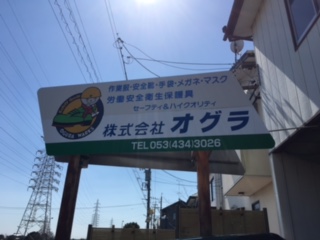 作業服・安全靴・手袋・メガネ・マスク
労働安全衛生保護具
セーフティ&ハイクオリティ
株式会社 オグラ
TEL 053(434)3026